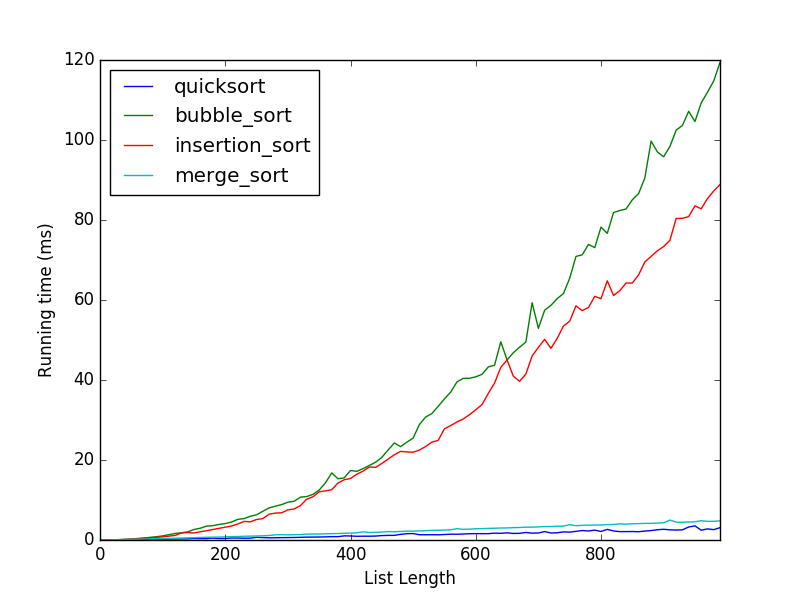 120
100
80
60
40
20
0
Running time (ms)
quicksort
bubble_sort
insertion_sort
merge_sort
0 200 400 600 800
List Length